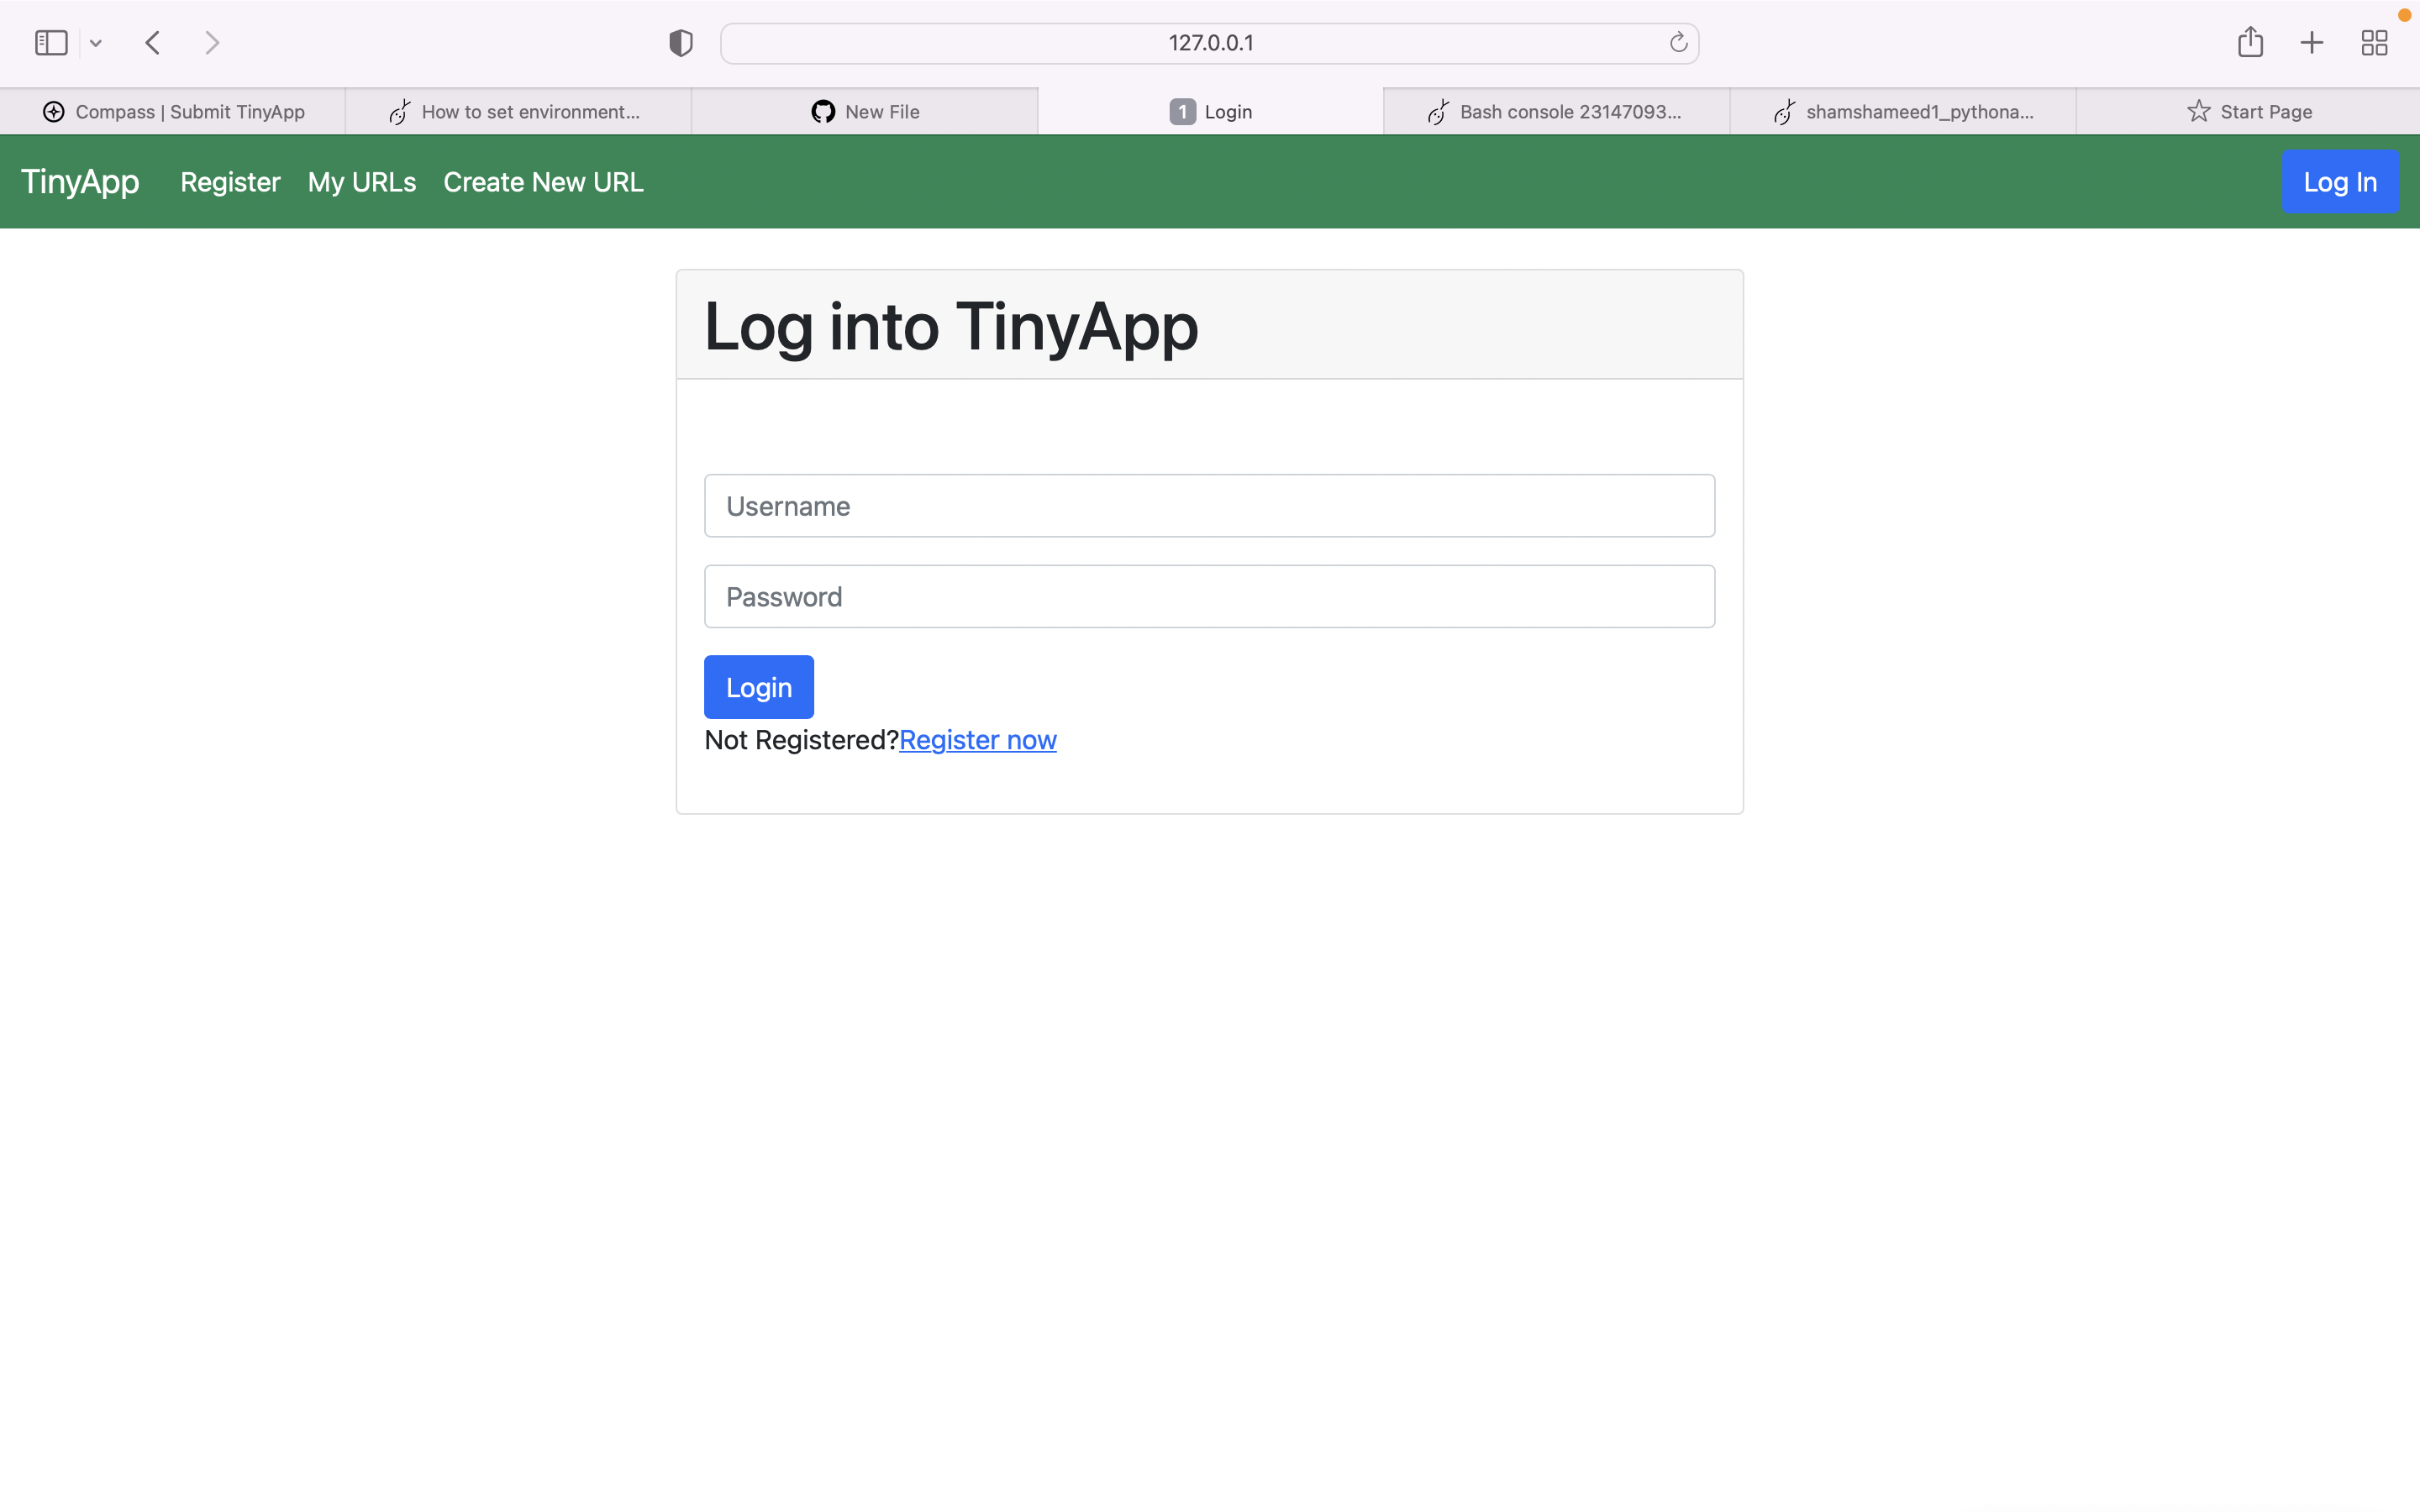 127.0.0.1
Compass | Submit TinyApp
How to set environment...
New File
1 Login
Bash console 23147093...
shamshameed1_pythona...
Start Page
TinyApp Register My URLs Create New URL Log In
Log into TinyApp
Username
Password
Login
Not Registered?Register now